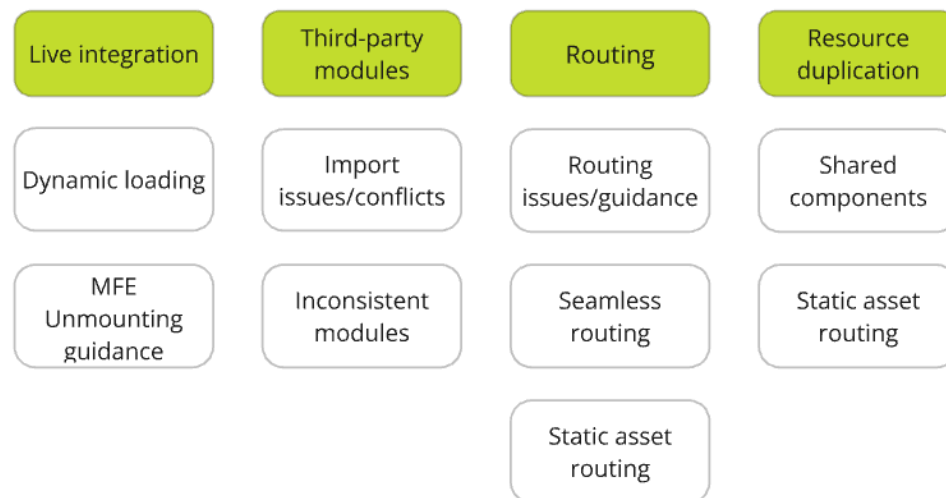 Live integration
Dynamic loading
MFE
Unmounting
guidance
Third-party
modules
Import
issues/conflicts
Inconsistent
modules
Routing
Routing
issues/guidance
Seamless
routing
Static asset
routing
Resource
duplication
Shared
components
Static asset
routing